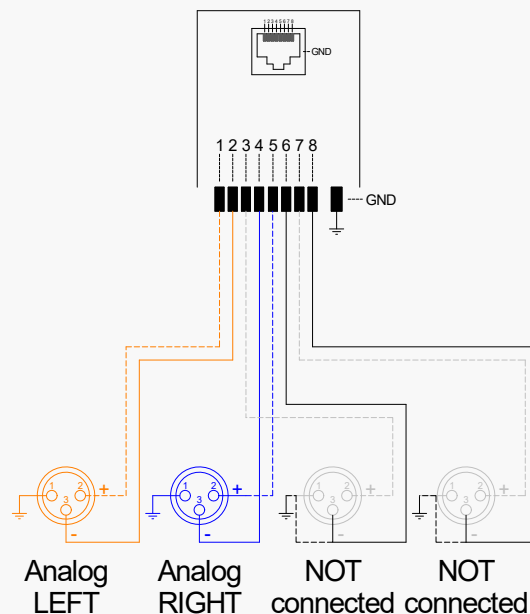 12345678
GND
1 2 3 4 5 6 7 8
GND
1 2 + 1 2 + 1 2 + 1 2 +
3 3 3 3
- - - -
Analog Analog NOT NOT
LEFT RIGHT connected connected